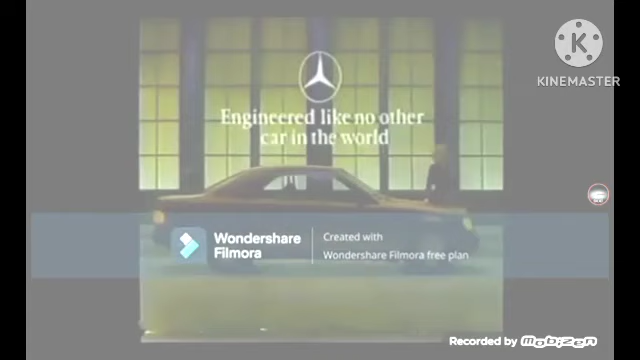 K
KINEMASTER
Engineered like no other
car in the world
Wondershare
Filmora
Created with
Wondershare Filmora free plan
Recorded by Mobizen